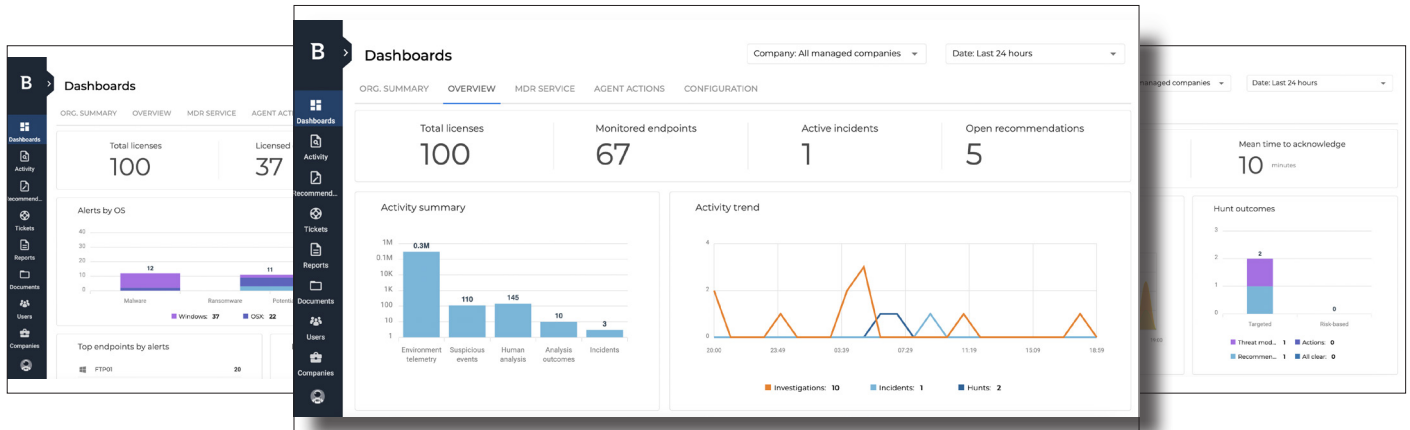 B
Dashboards
ORG. SUMMARY OVERVIEW MDR SERVICE AGENT ACTI
Dashboards
Activity
Recommend...
Tickets
Reports
Documents
Users
Companies
Total licenses
100
Licensed
37
Alerts by OS
40
30
20
10
0
12
11
Malware Ransomware Potentia
Windows: 37 OSX: 22
Top endpoints by alerts
FTP01 20
B
Dashboards
Company: All managed companies Date: Last 24 hours
ORG. SUMMARY OVERVIEW MDR SERVICE AGENT ACTIONS CONFIGURATION
Dashboards
Activity
Recommend...
Tickets
Reports
Documents
Users
Companies
Total licenses
100
Monitored endpoints
67
Active incidents
1
Open recommendations
5
Activity summary
1M
0.1M
10K
1K
100
10
1
0.3M
110
145
10
3
Environment telemetry
Suspicious events
Human analysis
Analysis outcomes
Incidents
Activity trend
4
2
0
20:00 23:49 03:39 07:29 11:19 15:09 18:59
Investigations: 10 Incidents: 1 Hunts: 2
managed companies Date: Last 24 hours
Mean time to acknowledge
10 minutes
Hunt outcomes
3
2
1
0
2
0
Targeted Risk-based
Threat mod... 1 Actions: 0
Recommen... 1 All clear: 0